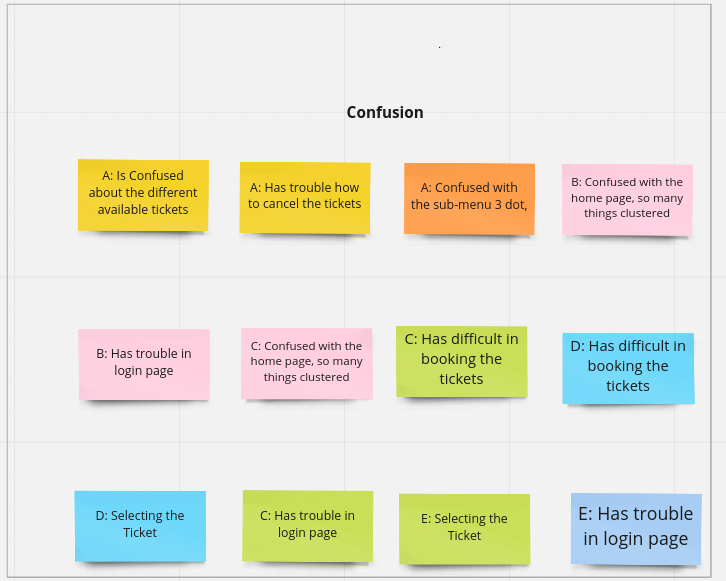 Confusion
A: Is Confused
about the different
available tickets
A: Has trouble how
to cancel the tickets
A: Confused with
the sub-menu 3 dot,
B: Confused with the
home page, so many
things clustered
B: Has trouble in
login page
C: Confused with the
home page, so many
things clustered
C: Has difficult in
booking the
tickets
D: Has difficult in
booking the
tickets
D: Selecting the
Ticket
C: Has trouble in
login page
E: Selecting the
Ticket
E: Has trouble
in login page